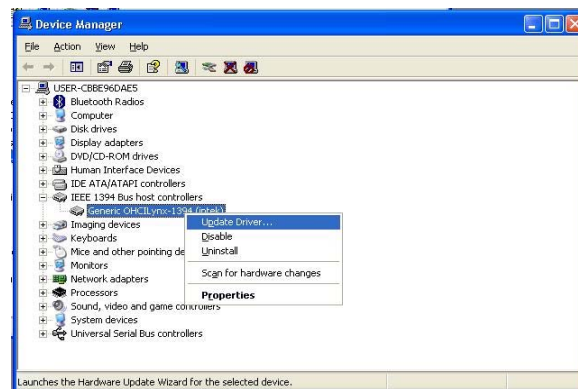 Device Manager
File Action View Help
USER-CBBE96DAE5
Bluetooth Radios
Computer
Disk drives
Display adapters
DVD/CD-ROM drives
Human Interface Devices
IDE ATA/ATAPI controllers
IEEE 1394 Bus host controllers
Generic OHCILynx-1394 (intek)
Update Driver...
Imaging devices
Disable
Keyboards
Uninstall
Mice and other pointing de
Monitors
Scan for hardware changes
Network adapters
Processors
Properties
Sound, video and game controllers
System devices
Universal Serial Bus controllers
Launches the Hardware Update Wizard for the selected device.